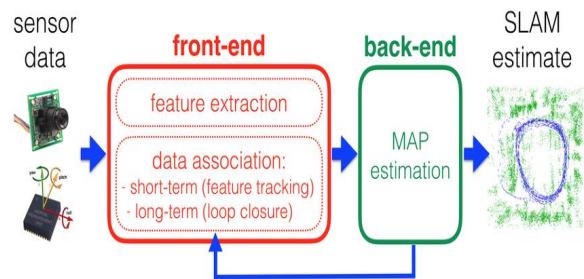 sensor
data
front-end
feature extraction
data association:
- short-term (feature tracking)
- long-term (loop closure)
back-end
MAP
estimation
SLAM
estimate